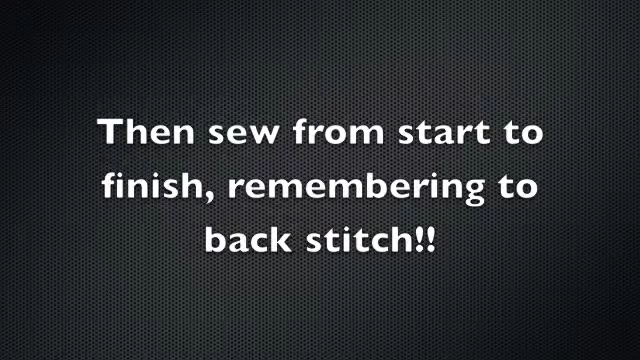 Then sew from start to
finish, remembering to
back stitch!!